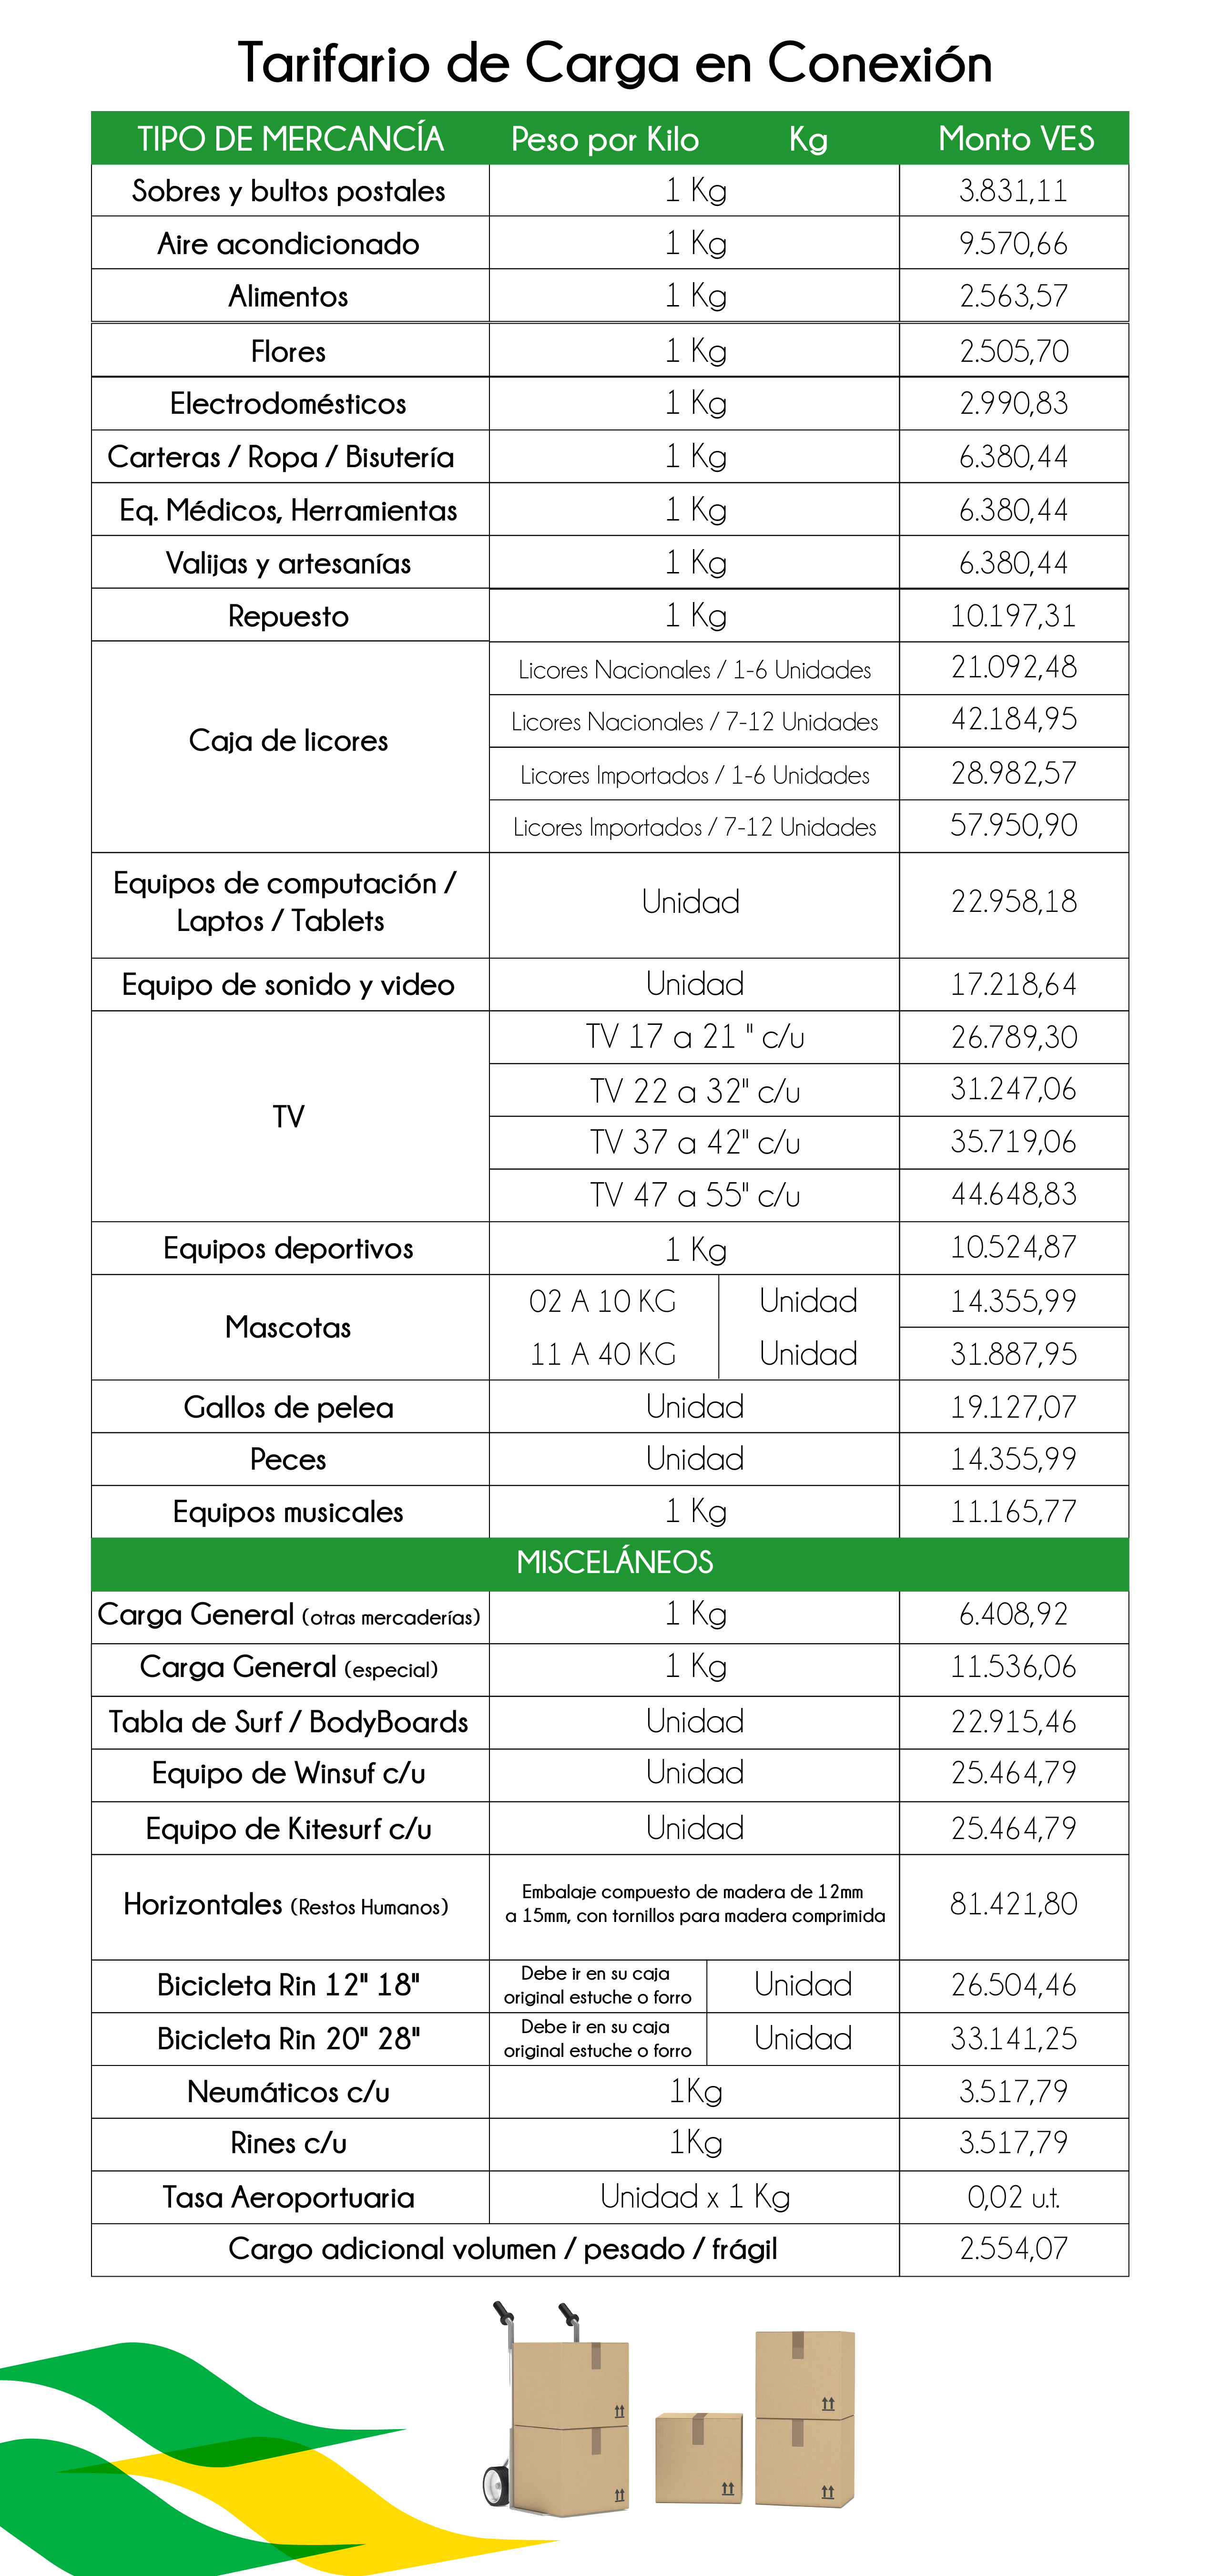 Tarifario de Carga en Conexión
TIPO DE MERCANCÍA Peso por Kilo Kg Monto VES
Sobres y bultos postales 1 Kg 3.831,11
Aire acondicionado 1 Kg 9.570,66
Alimentos 1 Kg 2.563,57
Flores 1 Kg 2.505,70
Electrodomésticos 1 Kg 2.990,83
Carteras / Ropa / Bisutería 1 Kg 6.380,44
Eq. Médicos, Herramientas 1 Kg 6.380,44
Valijas y artesanías 1 Kg 6.380,44
Repuesto 1 Kg 10.197,31
Caja de licores
Licores Nacionales / 1-6 Unidades 21.092,48
Licores Nacionales / 7-12 Unidades 42.184,95
Licores Importados / 1-6 Unidades 28.982,57
Licores Importados / 7-12 Unidades 57.950,90
Equipos de computación /
Laptos / Tablets
Unidad 22.958,18
Equipo de sonido y video Unidad 17.218,64
TV
TV 17 a 21 " c/u 26.789,30
TV 22 a 32" c/u 31.247,06
TV 37 a 42" c/u 35.719,06
TV 47 a 55" c/u 44.648,83
Equipos deportivos 1 Kg 10.524,87
Mascotas
02 A 10 KG Unidad 14.355,99
11 A 40 KG Unidad 31.887,95
Gallos de pelea Unidad 19.127,07
Peces Unidad 14.355,99
Equipos musicales 1 Kg 11.165,77
MISCELÁNEOS
Carga General (otras mercaderías) 1 Kg 6.408,92
Carga General (especial) 1 Kg 11.536,06
Tabla de Surf / BodyBoards Unidad 22.915,46
Equipo de Winsuf c/u Unidad 25.464,79
Equipo de Kitesurf c/u Unidad 25.464,79
Horizontales (Restos Humanos)
Embalaje compuesto de madera de 12mm
a 15mm, con tornillos para madera comprimida
81.421,80
Bicicleta Rin 12" 18"
Debe ir en su caja
original estuche o forro
Unidad 26.504,46
Bicicleta Rin 20" 28"
Debe ir en su caja
original estuche o forro
Unidad 33.141,25
Neumáticos c/u 1Kg 3.517,79
Rines c/u 1Kg 3.517,79
Tasa Aeroportuaria Unidad x 1 Kg 0,02 u.t.
Cargo adicional volumen / pesado / frágil 2.554,07